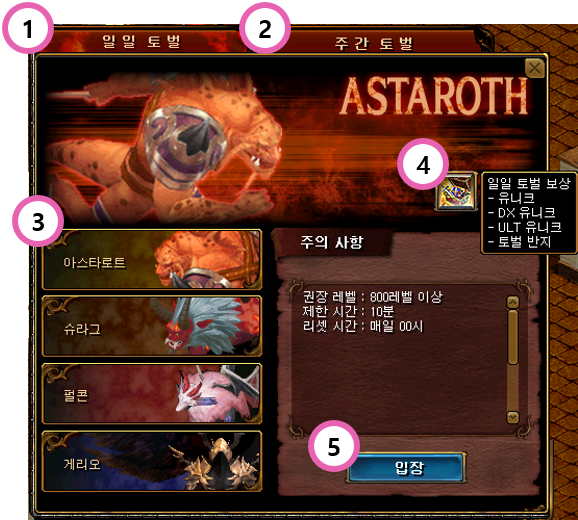 1
일일 토벌
2
주간 토벌
ASTAROTH
4
일일 토벌 보상
- 유니크
- DX 유니크
- ULT 유니크
- 토벌 반지
3
아스타로트
슈라그
펄콘
게리오
주의 사항
권장 레벨 : 800레벨 이상
제한 시간 : 10분
리셋 시간 : 매일 00시
5
입장